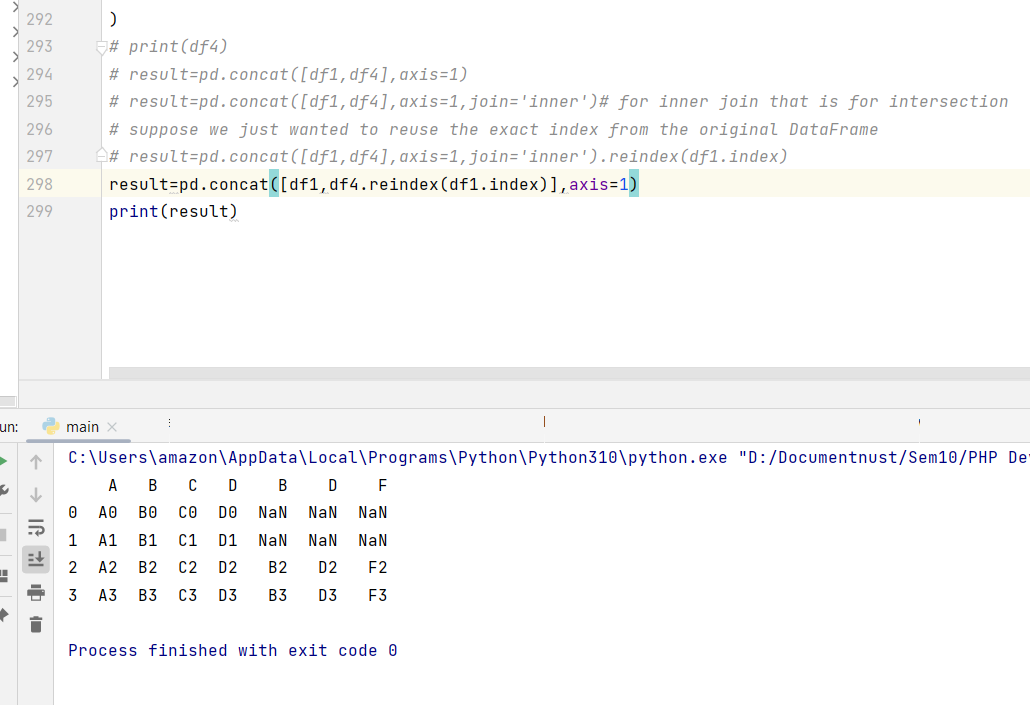 292 )
293 # print(df4)
294 # result=pd.concat([df1,df4],axis=1)
295 # result=pd.concat([df1,df4],axis=1,join='inner')# for inner join that is for intersection
296 # suppose we just wanted to reuse the exact index from the original DataFrame
297 # result=pd.concat([df1,df4],axis=1,join='inner').reindex(df1.index)
298 result=pd.concat([df1,df4.reindex(df1.index)],axis=1)
299 print(result)
un: main
C:\Users\amazon\AppData\Local\Programs\Python\Python310\python.exe "D:/Documentnust/Sem10/PHP De
A B C D B D F
0 A0 B0 C0 D0 NaN NaN NaN
1 A1 B1 C1 D1 NaN NaN NaN
2 A2 B2 C2 D2 B2 D2 F2
3 A3 B3 C3 D3 B3 D3 F3
Process finished with exit code 0